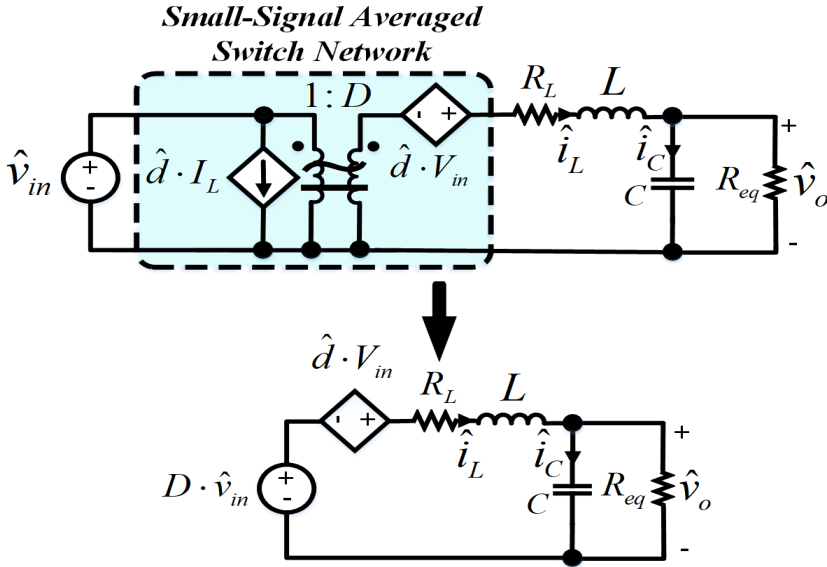 Small-Signal Averaged
Switch Network
1 : D
R_L
L
+
-
v̂_in
d̂ · I_L
- +
d̂ · V_in
î_L
î_C
C
R_eq
+
v̂_o
-
d̂ · V_in
- +
R_L
L
D · v̂_in
+
-
î_L
î_C
C
R_eq
+
v̂_o
-